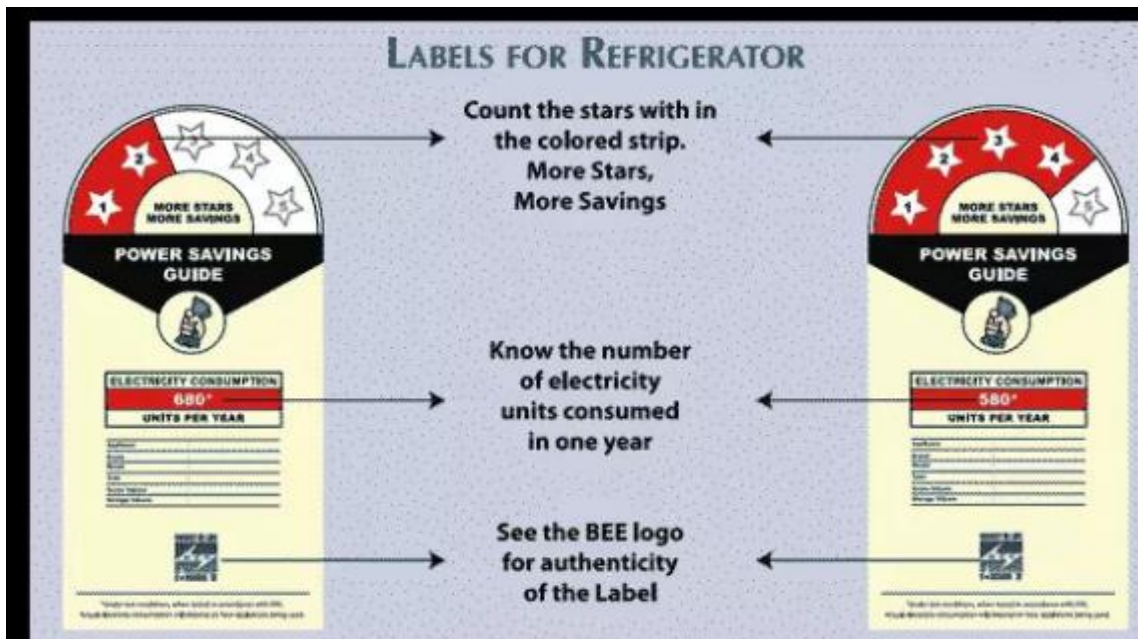 LABELS FOR REFRIGERATOR
1
2
3
4
5
MORE STARS
MORE SAVINGS
POWER SAVINGS
GUIDE
ELECTRICITY CONSUMPTION
680*
UNITS PER YEAR
Count the stars with in
the colored strip.
More Stars,
More Savings
Know the number
of electricity
units consumed
in one year
See the BEE logo
for authenticity
of the Label
1
2
3
4
5
MORE STARS
MORE SAVINGS
POWER SAVINGS
GUIDE
ELECTRICITY CONSUMPTION
580*
UNITS PER YEAR